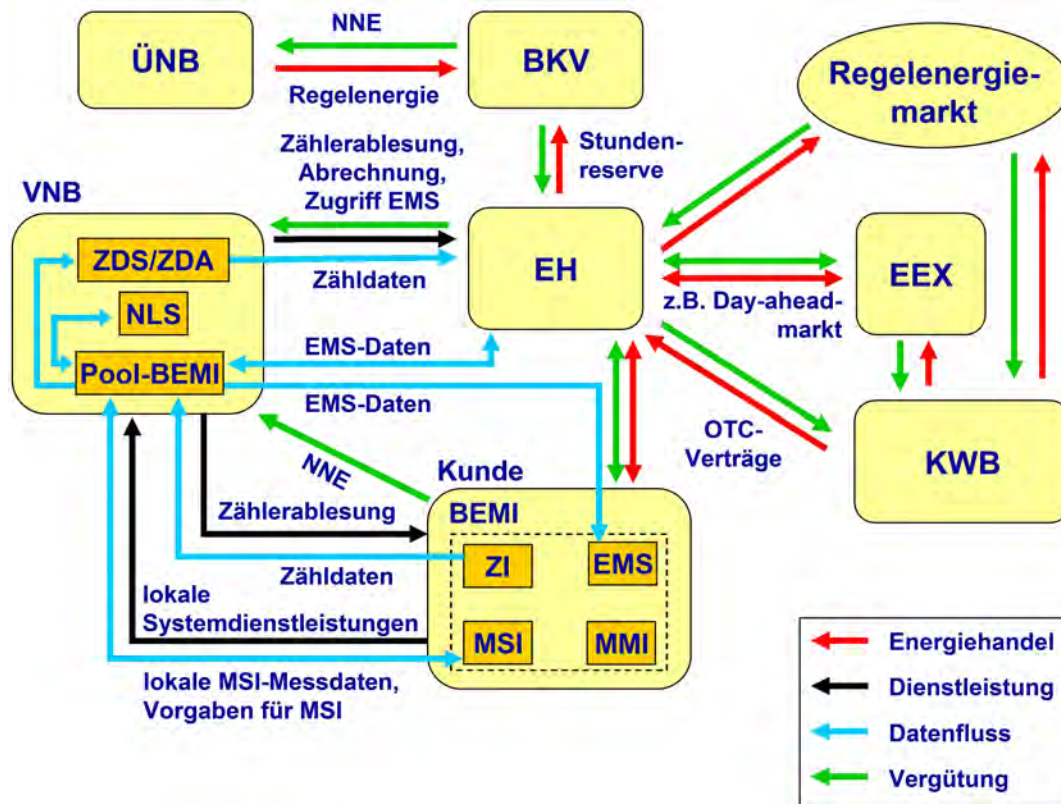 NNE
ÜNB
BKV
Regelenergie
Regelenergie-
markt
Zählerablesung,
Abrechnung,
Zugriff EMS
Stunden-
reserve
VNB
ZDS/ZDA
Zähldaten
EH
EEX
NLS
z.B. Day-ahead-
markt
EMS-Daten
Pool-BEMI
EMS-Daten
OTC-
Verträge
KWB
NNE
Kunde
BEMI
Zählerablesung
ZI
EMS
Zähldaten
lokale
Systemdienstleistungen
MSI
MMI
lokale MSI-Messdaten,
Vorgaben für MSI
Energiehandel
Dienstleistung
Datenfluss
Vergütung